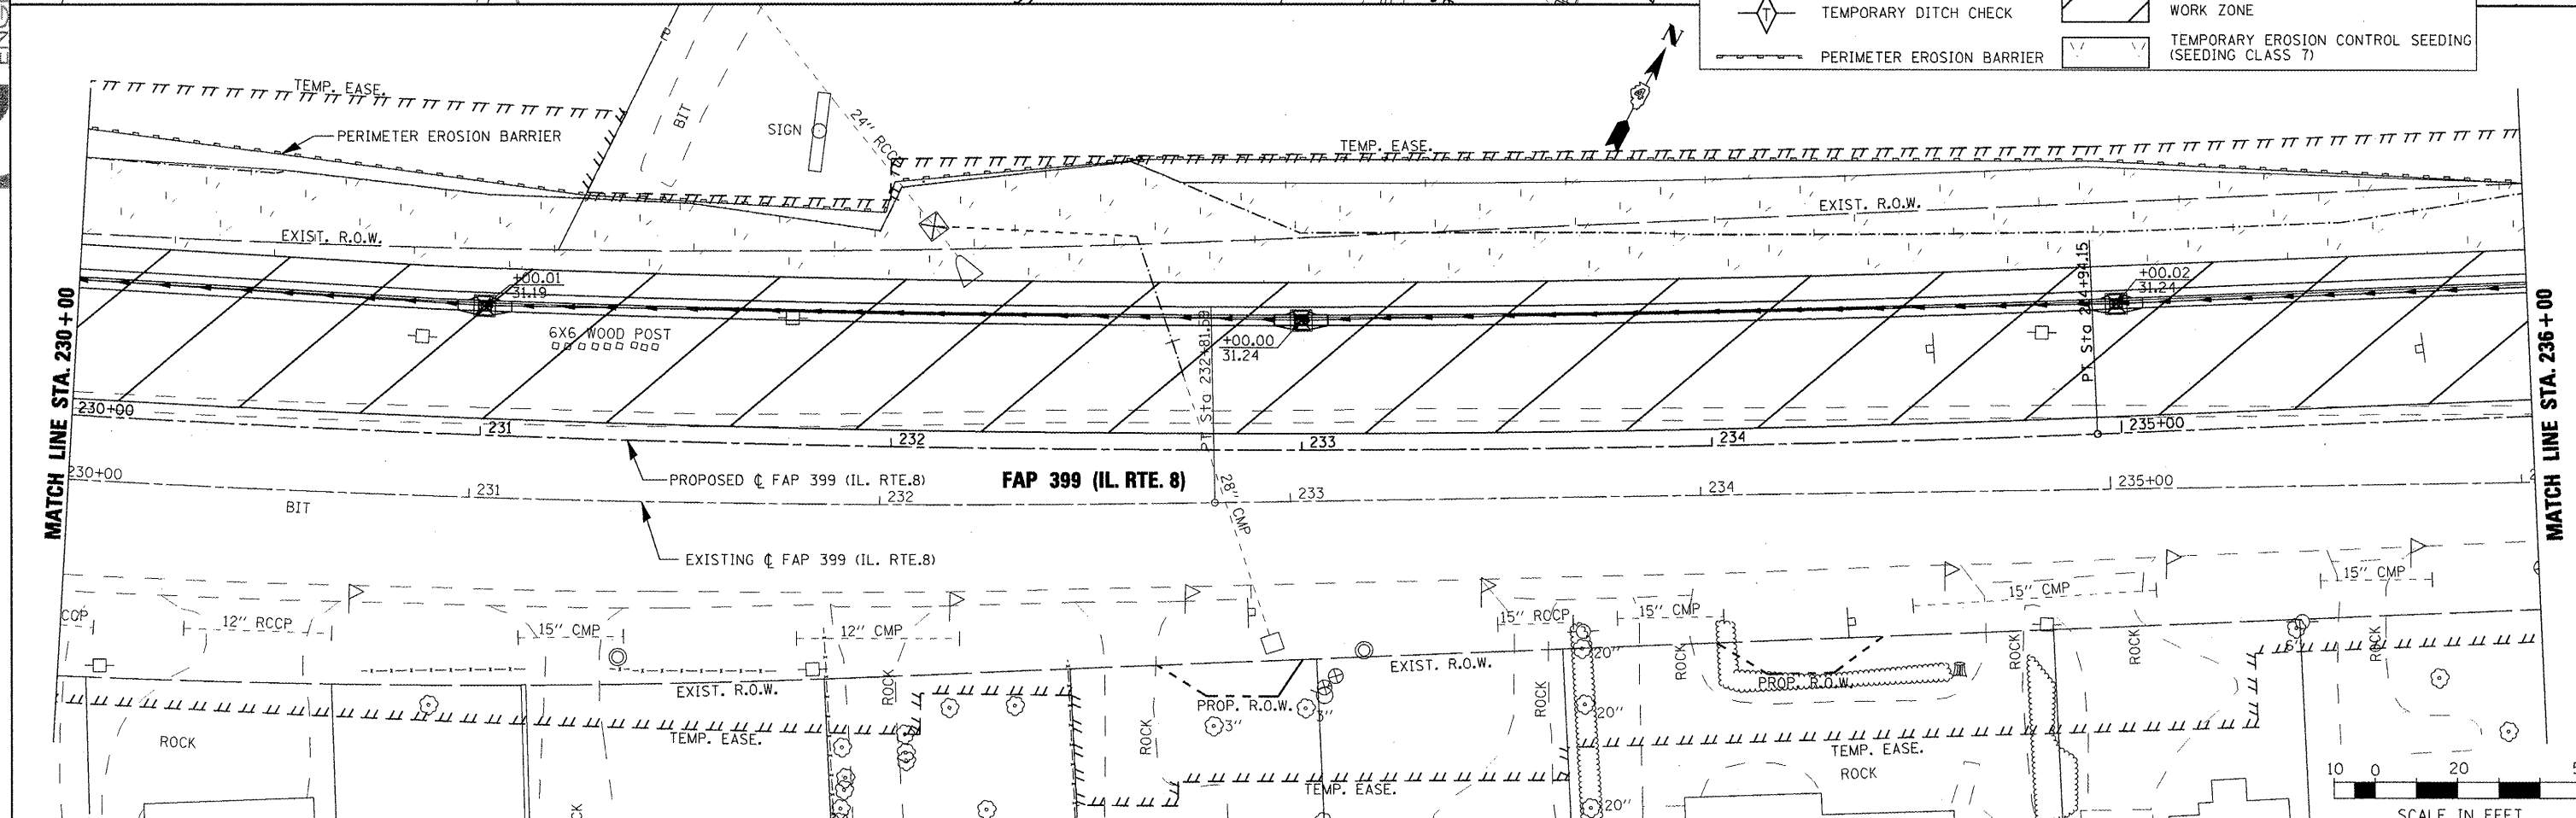 TEMPORARY DITCH CHECK
WORK ZONE
PERIMETER EROSION BARRIER
TEMPORARY EROSION CONTROL SEEDING
(SEEDING CLASS 7)
N
TEMP. EASE.
PERIMETER EROSION BARRIER
BIT
SIGN
24" RCCP
TEMP. EASE.
EXIST. R.O.W.
EXIST. R.O.W.
+00.01
31.19
6X6 WOOD POST
+00.00
31.24
PT Sta 232+81.59
+00.02
31.24
PT Sta 234+94.15
MATCH LINE STA. 230+00
MATCH LINE STA. 236+00
230+00
231
232
233
234
235+00
PROPOSED ℄ FAP 399 (IL. RTE.8)
FAP 399 (IL. RTE. 8)
230+00
231
232
233
234
235+00
BIT
28" CMP
EXISTING ℄ FAP 399 (IL. RTE.8)
12" RCCP
15" CMP
12" CMP
15" RCCP
15" CMP
15" CMP
15" CMP
EXIST. R.O.W.
EXIST. R.O.W.
PROP. R.O.W.
PROP. R.O.W.
ROCK
ROCK
ROCK
ROCK
ROCK
ROCK
ROCK
ROCK
ROCK
3"
3"
20"
20"
20"
6"
TEMP. EASE.
TEMP. EASE.
TEMP. EASE.
10 0 20
SCALE IN FEET